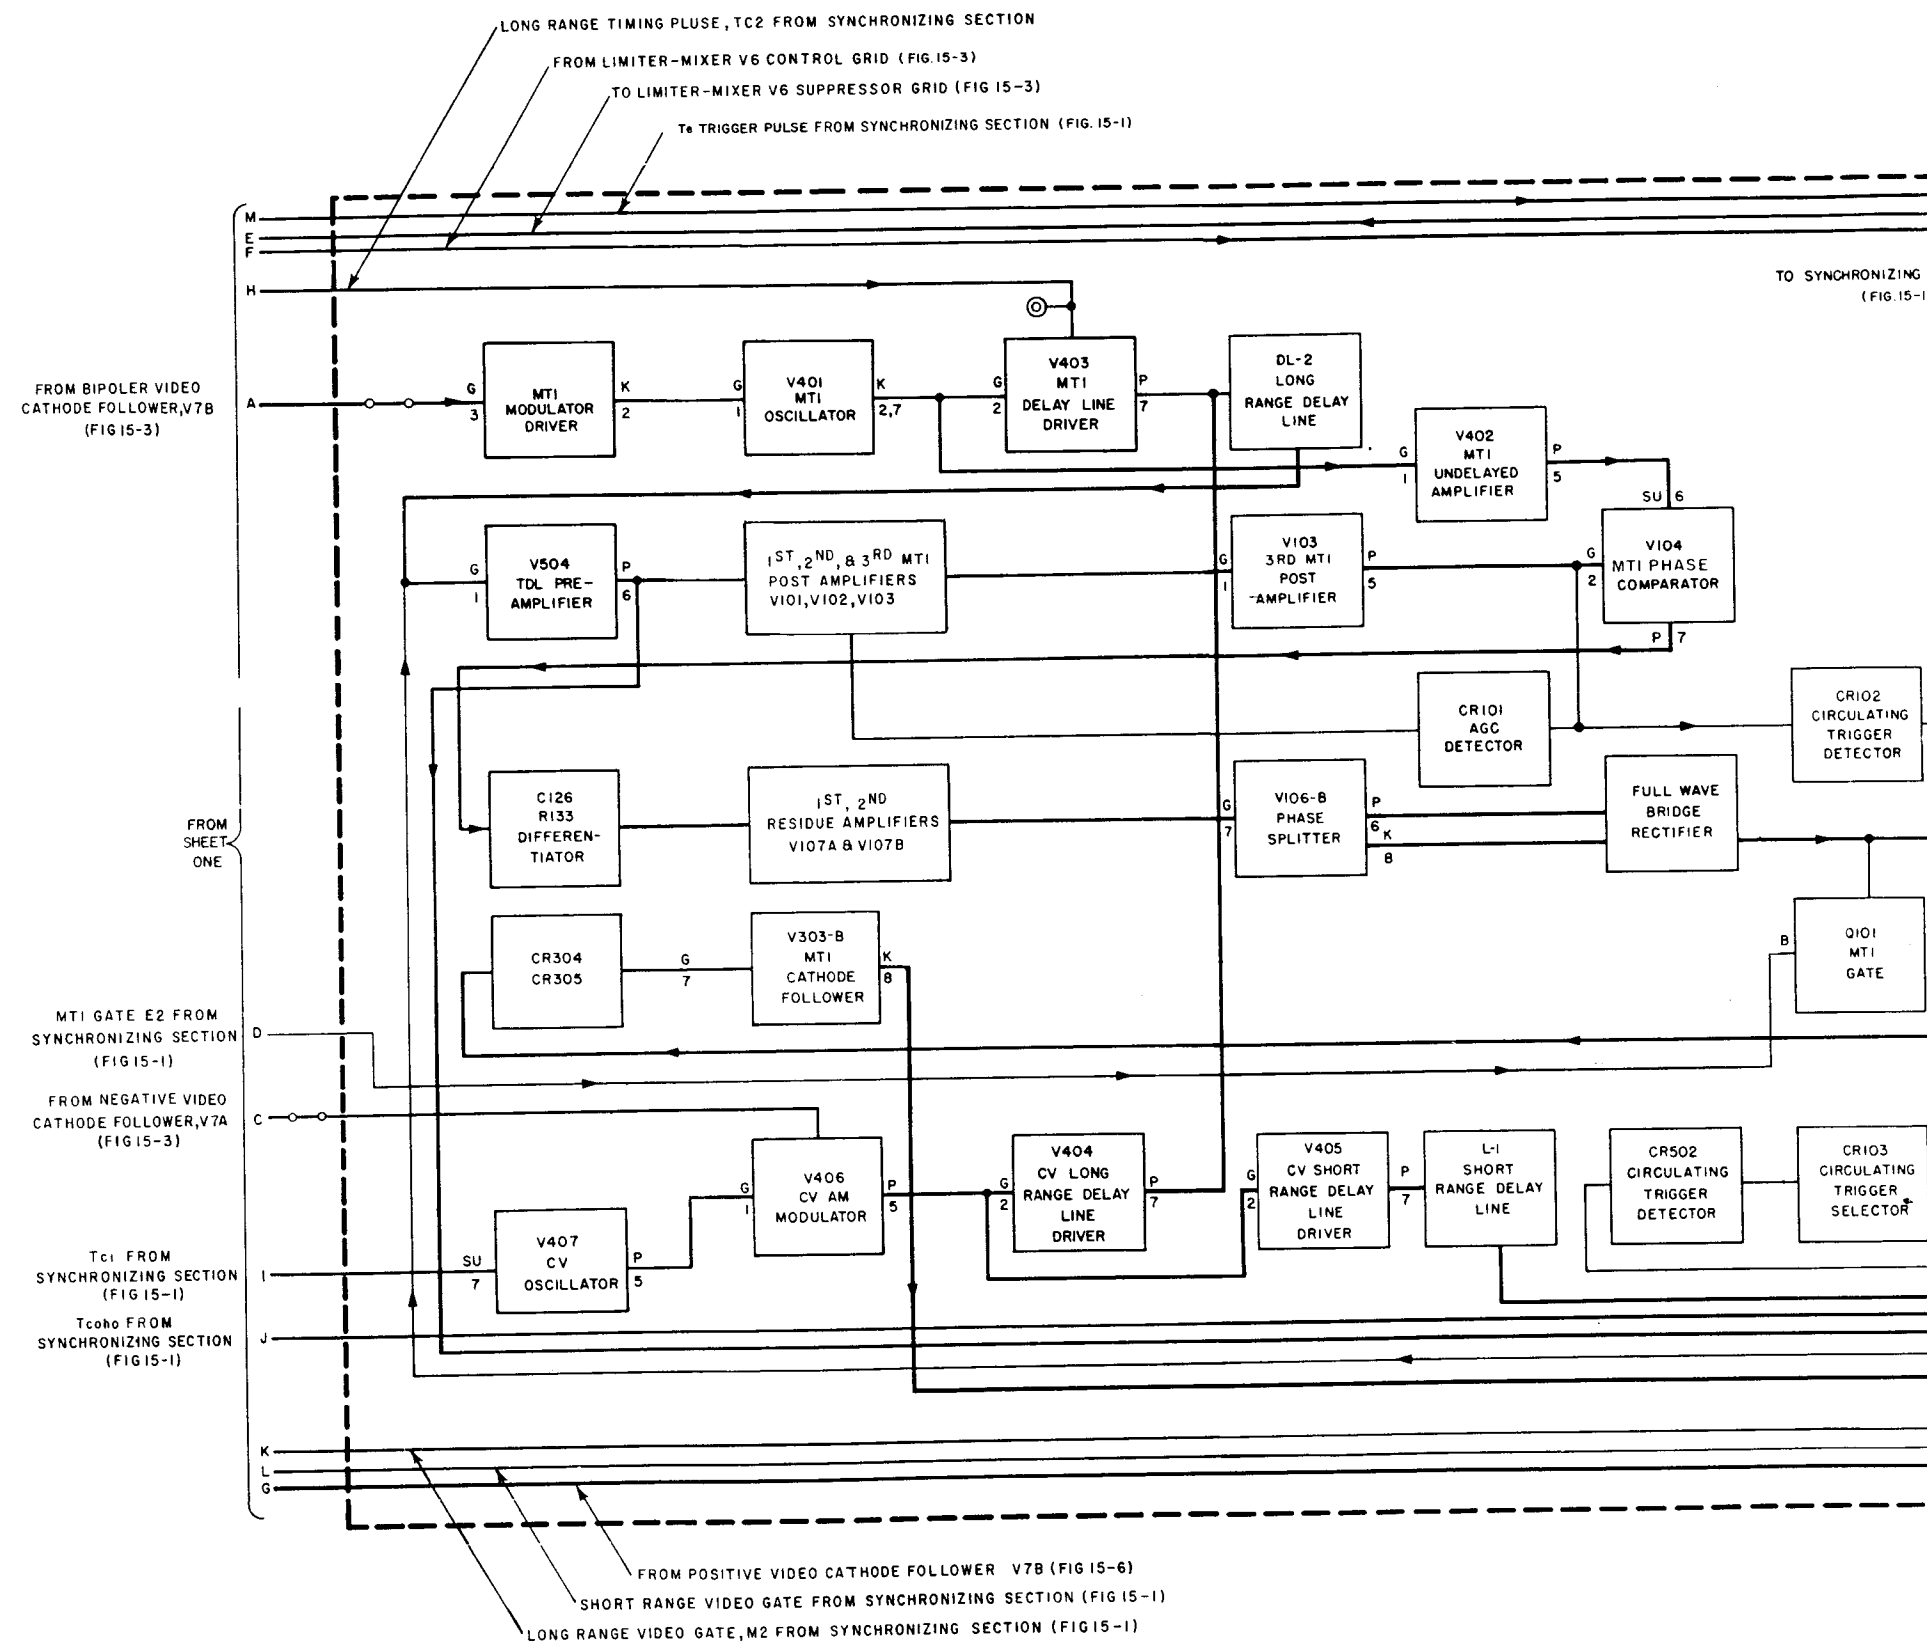 LONG RANGE TIMING PLUSE, TC2 FROM SYNCHRONIZING SECTION
FROM LIMITER-MIXER V6 CONTROL GRID (FIG. 15-3)
TO LIMITER-MIXER V6 SUPPRESSOR GRID (FIG 15-3)
Te TRIGGER PULSE FROM SYNCHRONIZING SECTION (FIG. 15-1)
M
E
F
H
TO SYNCHRONIZING
(FIG. 15-1
FROM BIPOLER VIDEO
CATHODE FOLLOWER, V7B
(FIG 15-3)
A
G
3
MTI
MODULATOR
DRIVER
K
2
G
1
V401
MTI
OSCILLATOR
K
2,7
G
2
V403
MTI
DELAY LINE
DRIVER
P
7
DL-2
LONG
RANGE DELAY
LINE
G
1
V402
MTI
UNDELAYED
AMPLIFIER
P
5
SU 6
G
1
V504
TDL PRE-
AMPLIFIER
P
6
1ST, 2ND, & 3RD MTI
POST AMPLIFIERS
V101, V102, V103
G
1
V103
3RD MTI
POST
AMPLIFIER
P
5
G
2
V104
MTI PHASE
COMPARATOR
P 7
CR101
AGC
DETECTOR
CR102
CIRCULATING
TRIGGER
DETECTOR
FROM
SHEET
ONE
C126
R133
DIFFEREN-
TIATOR
1ST, 2ND
RESIDUE AMPLIFIERS
V107A & V107B
G
7
V106-B
PHASE
SPLITTER
P
6
K
8
FULL WAVE
BRIDGE
RECTIFIER
CR304
CR305
G
7
V303-B
MTI
CATHODE
FOLLOWER
K
8
B
Q101
MTI
GATE
MTI GATE E2 FROM
SYNCHRONIZING SECTION
(FIG 15-1)
D
FROM NEGATIVE VIDEO
CATHODE FOLLOWER, V7A
(FIG 15-3)
C
G
1
V406
CV AM
MODULATOR
P
5
G
2
V404
CV LONG
RANGE DELAY
LINE
DRIVER
P
7
G
2
V405
CV SHORT
RANGE DELAY
LINE
DRIVER
P
7
L-1
SHORT
RANGE DELAY
LINE
CR502
CIRCULATING
TRIGGER
DETECTOR
CR103
CIRCULATING
TRIGGER
SELECTOR
Tc1 FROM
SYNCHRONIZING SECTION
(FIG 15-1)
I
SU
7
V407
CV
OSCILLATOR
P
5
Tcoho FROM
SYNCHRONIZING SECTION
(FIG 15-1)
J
K
L
G
FROM POSITIVE VIDEO CATHODE FOLLOWER V7B (FIG 15-6)
SHORT RANGE VIDEO GATE FROM SYNCHRONIZING SECTION (FIG 15-1)
LONG RANGE VIDEO GATE, M2 FROM SYNCHRONIZING SECTION (FIG 15-1)